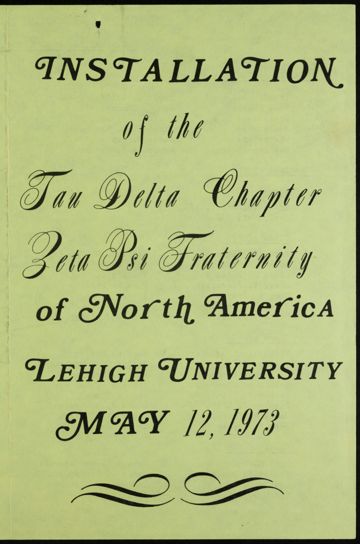 INSTALLATION
of the
Tau Delta Chapter
Zeta Psi Fraternity
of North America
LEHIGH UNIVERSITY
MAY 12, 1973